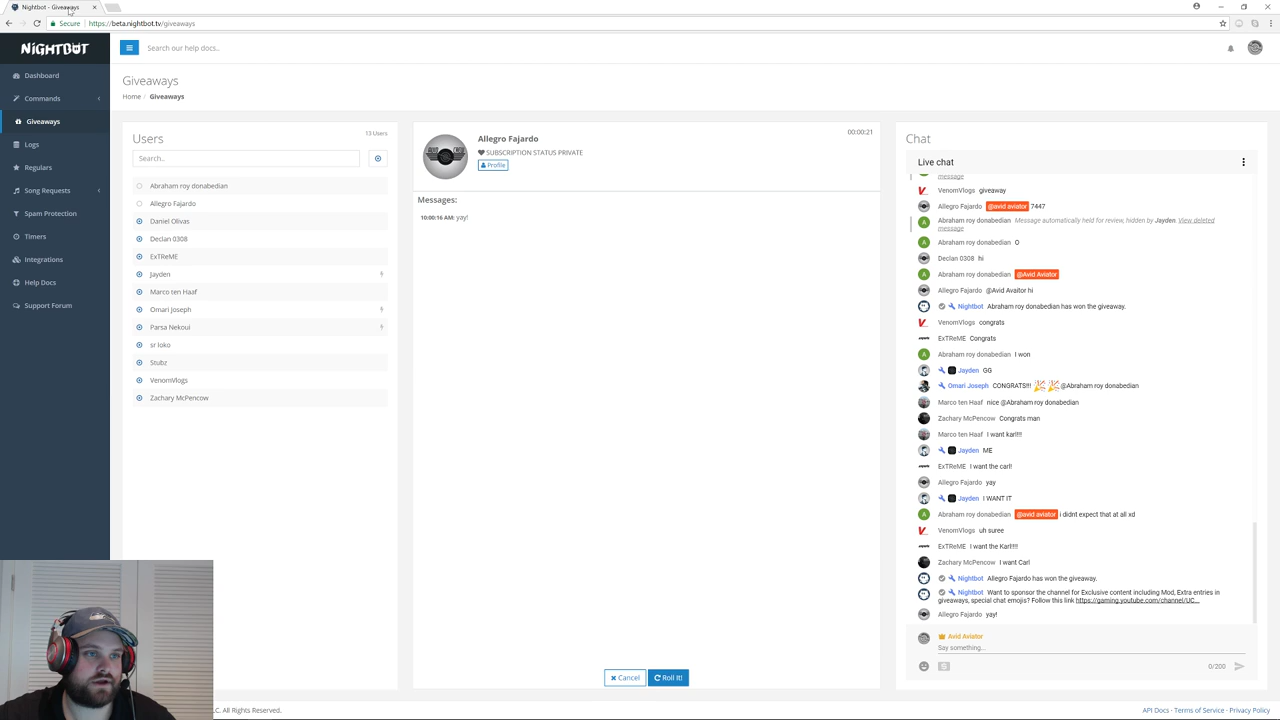 Nightbot - Giveaways
Secure
https://beta.nightbot.tv/giveaways
NIGHTBOT
Search our help docs..
Dashboard
Commands
Giveaways
Logs
Regulars
Song Requests
Spam Protection
Timers
Integrations
Help Docs
Support Forum
Giveaways
Home / Giveaways
Users
13 Users
Search..
Abraham roy donabedian
Allegro Fajardo
Daniel Olivas
Declan 0308
ExTReME
Jayden
Marco ten Haaf
Omari Joseph
Parsa Nekoui
sr loko
Stubz
VenomVlogs
Zachary McPencow
Allegro Fajardo
SUBSCRIPTION STATUS PRIVATE
Profile
00:00:21
Messages:
10:00:16 AM: yay!
Cancel
Roll It!
Chat
Live chat
message
VenomVlogs giveaway
Allegro Fajardo @avid aviator 7447
Abraham roy donabedian Message automatically held for review, hidden by Jayden. View deleted
message
Abraham roy donabedian O
Declan 0308 hi
Abraham roy donabedian @Avid Aviator
Allegro Fajardo @Avid Avaitor hi
Nightbot Abraham roy donabedian has won the giveaway.
VenomVlogs congrats
ExTReME Congrats
Abraham roy donabedian I won
Jayden GG
Omari Joseph CONGRATS!!! @Abraham roy donabedian
Marco ten Haaf nice @Abraham roy donabedian
Zachary McPencow Congrats man
Marco ten Haaf I want karl!!!!
Jayden ME
ExTReME I want the carl!
Allegro Fajardo yay
Jayden I WANT IT
Abraham roy donabedian @avid aviator i didnt expect that at all xd
VenomVlogs uh suree
ExTReME I want the Karl!!!!
Zachary McPencow I want Carl
Nightbot Allegro Fajardo has won the giveaway.
Nightbot Want to sponsor the channel for Exclusive content including Mod, Extra entries in
giveaways, special chat emojis? Follow this link https://gaming.youtube.com/channel/UC...
Allegro Fajardo yay!
Avid Aviator
Say something...
0/200
LC. All Rights Reserved.
API Docs - Terms of Service - Privacy Policy